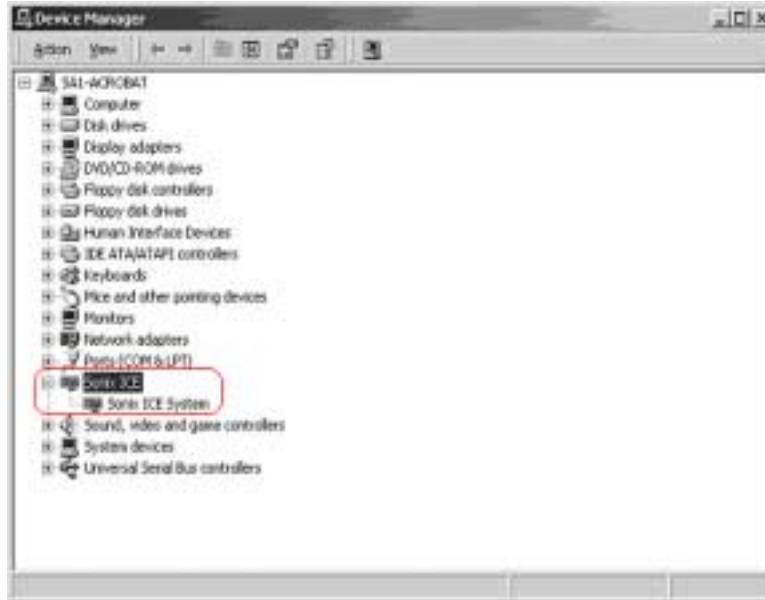 Device Manager
Action View
SA1-ACROBAT
Computer
Disk drives
Display adapters
DVD/CD-ROM drives
Floppy disk controllers
Floppy disk drives
Human Interface Devices
IDE ATA/ATAPI controllers
Keyboards
Mice and other pointing devices
Monitors
Network adapters
Ports (COM & LPT)
Sonix ICE
Sonix ICE System
Sound, video and game controllers
System devices
Universal Serial Bus controllers